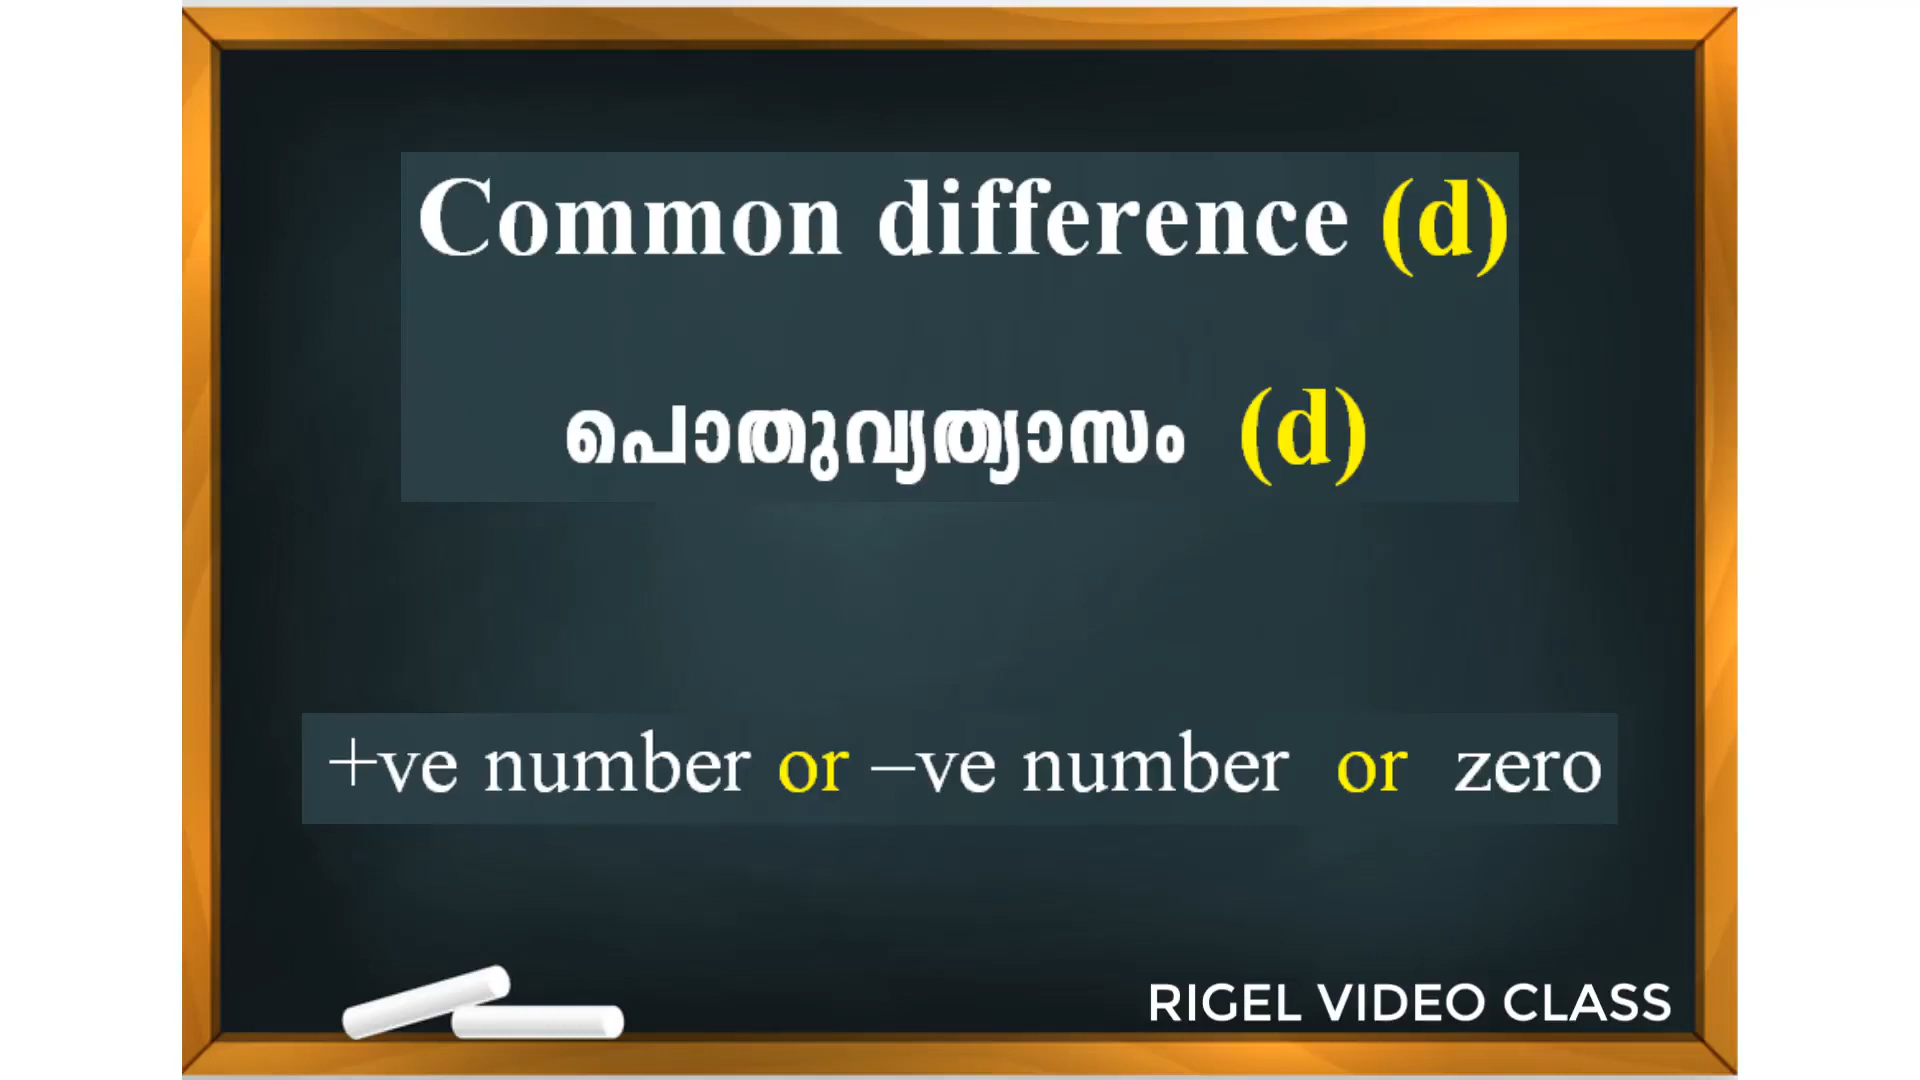 Common difference (d)
പൊതുവ്യത്യാസം (d)
+ve number or –ve number or zero
RIGEL VIDEO CLASS